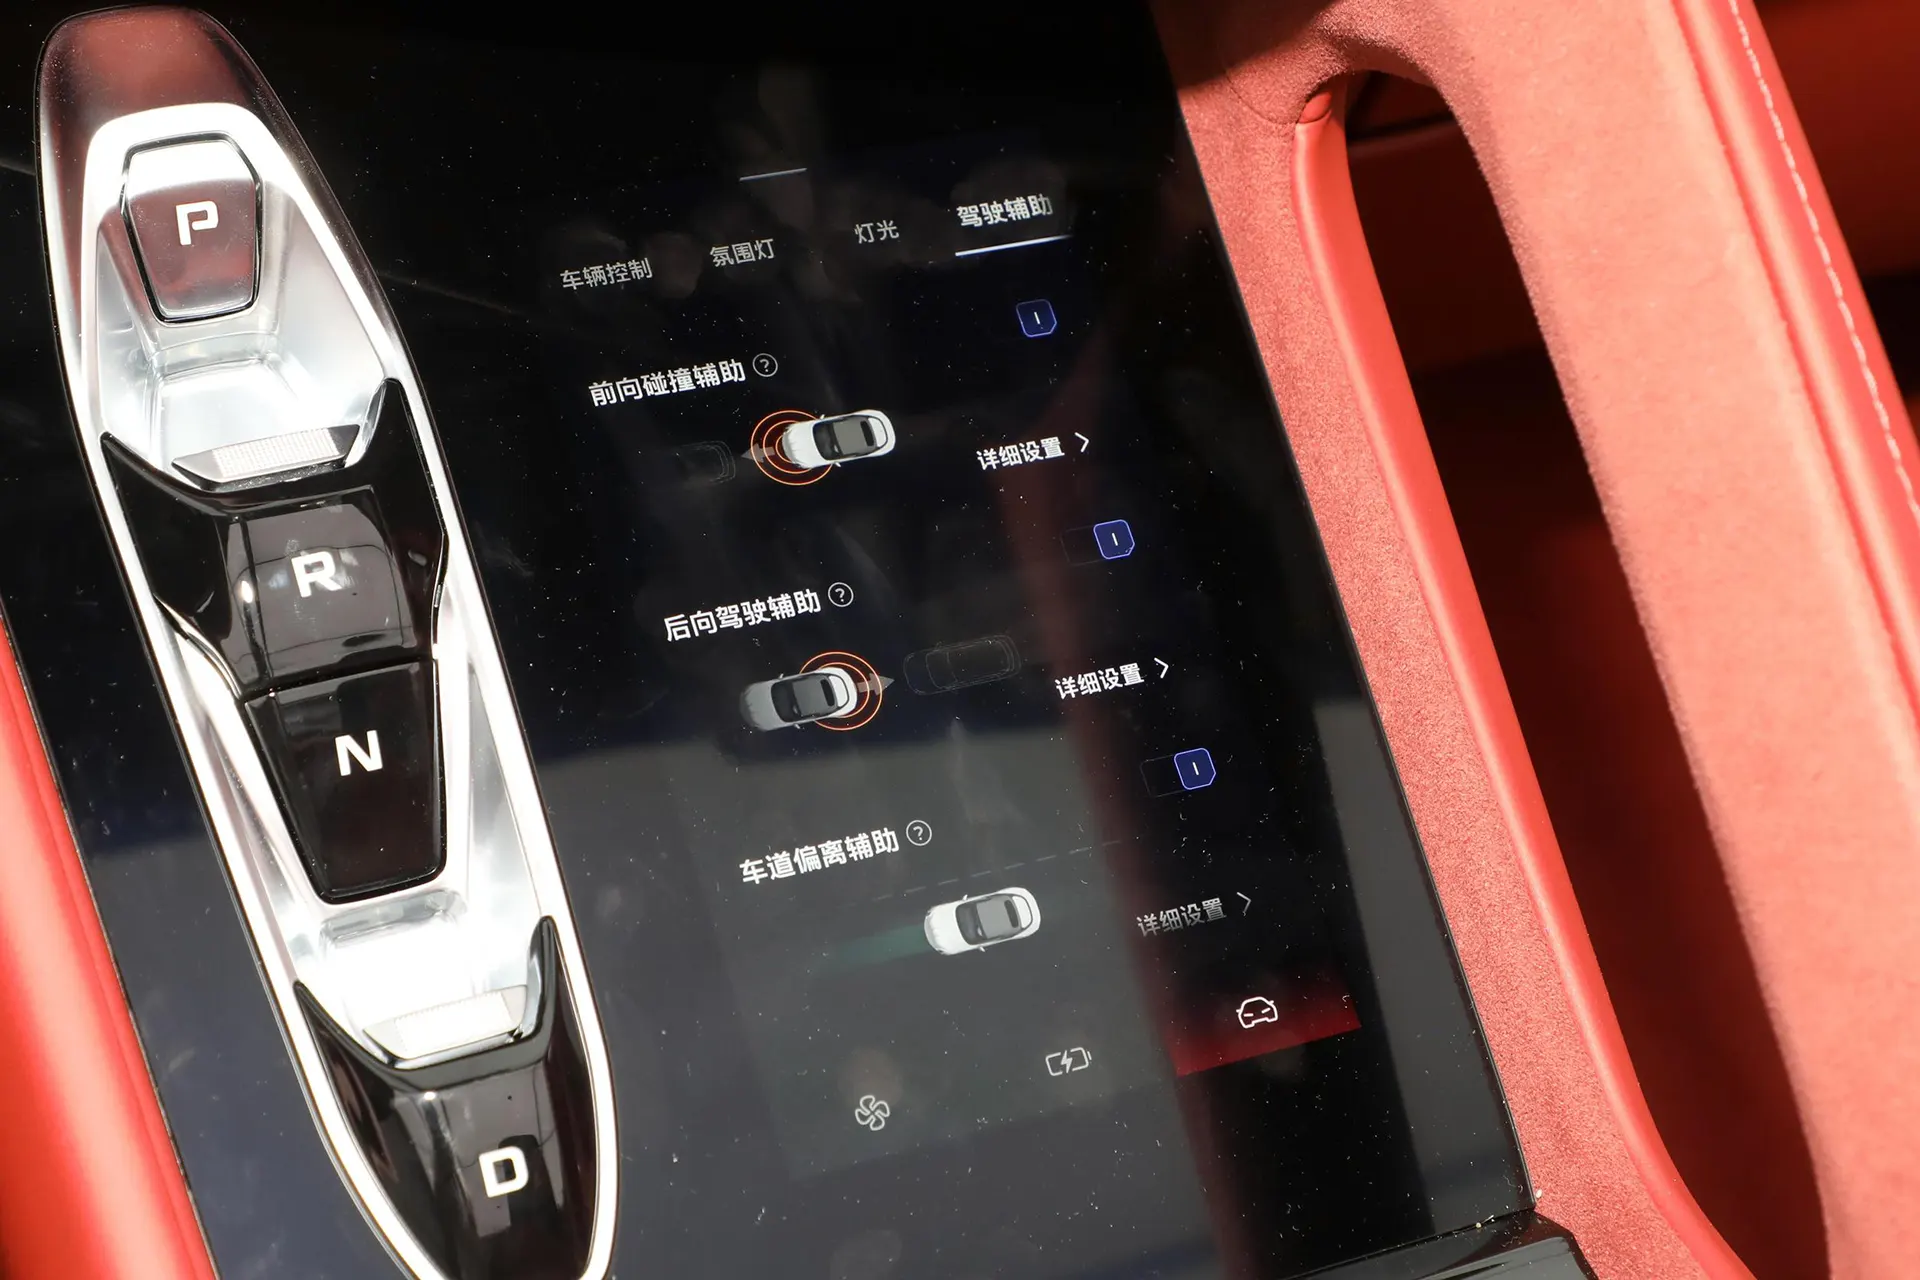 P
R
N
D
车辆控制 氛围灯 灯光 驾驶辅助
前向碰撞辅助 ?
详细设置 >
后向驾驶辅助 ?
详细设置 >
车道偏离辅助 ?
详细设置 >